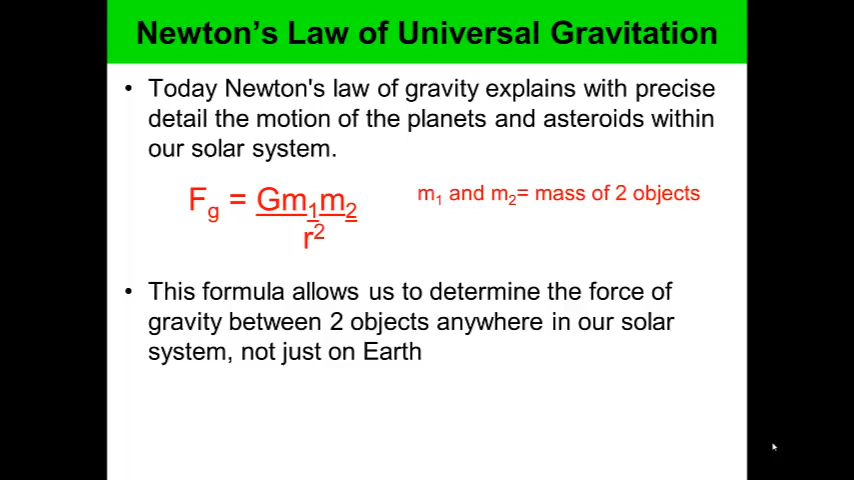 Newton's Law of Universal Gravitation
• Today Newton's law of gravity explains with precise
detail the motion of the planets and asteroids within
our solar system.
F_g = Gm₁m₂
r²
m₁ and m₂= mass of 2 objects
• This formula allows us to determine the force of
gravity between 2 objects anywhere in our solar
system, not just on Earth